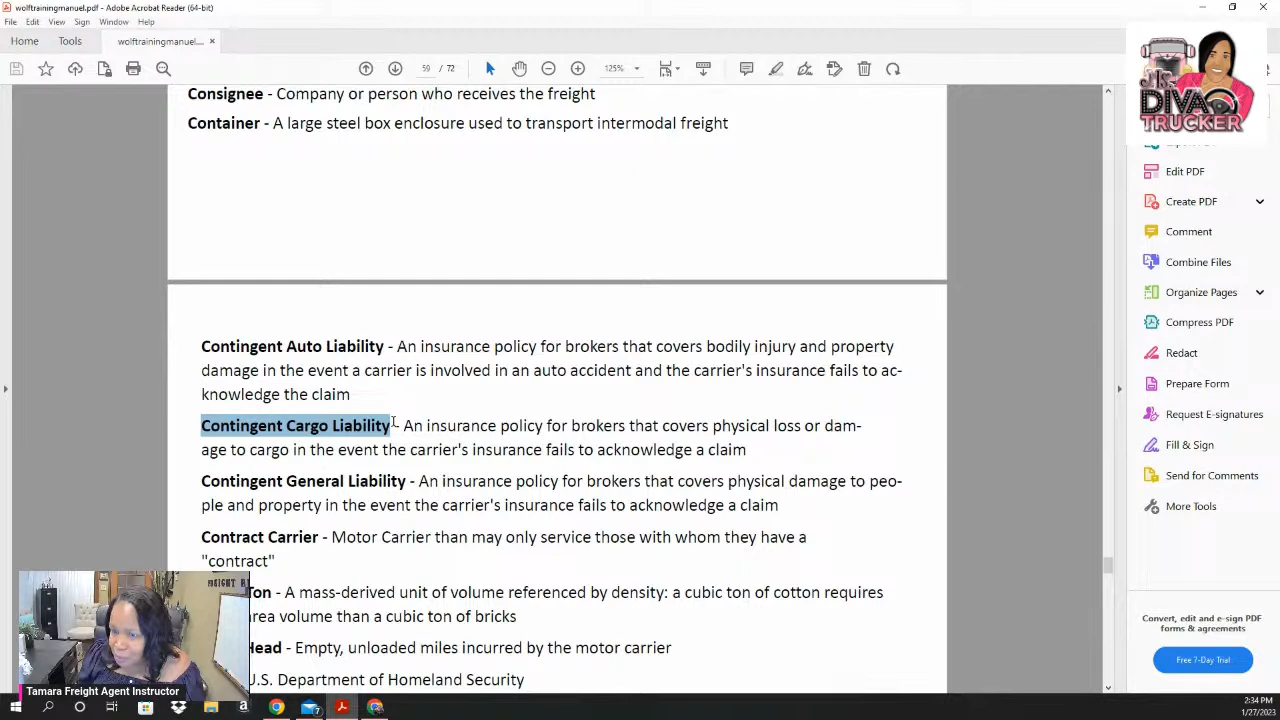 wolftrainingmanuel.pdf - Adobe Acrobat Reader (64-bit)
File Edit View Sign Window Help
Home Tools wolftrainingmanuel....
59 125%
DIVA
TRUCKER
Consignee - Company or person who receives the freight
Container - A large steel box enclosure used to transport intermodal freight
Contingent Auto Liability - An insurance policy for brokers that covers bodily injury and property
damage in the event a carrier is involved in an auto accident and the carrier's insurance fails to ac-
knowledge the claim
Contingent Cargo Liability - An insurance policy for brokers that covers physical loss or dam-
age to cargo in the event the carrier's insurance fails to acknowledge a claim
Contingent General Liability - An insurance policy for brokers that covers physical damage to peo-
ple and property in the event the carrier's insurance fails to acknowledge a claim
Contract Carrier - Motor Carrier than may only service those with whom they have a
"contract"
Ton - A mass-derived unit of volume referenced by density: a cubic ton of cotton requires
area volume than a cubic ton of bricks
Head - Empty, unloaded miles incurred by the motor carrier
U.S. Department of Homeland Security
Edit PDF
Create PDF
Comment
Combine Files
Organize Pages
Compress PDF
Redact
Prepare Form
Request E-signatures
Fill & Sign
Send for Comments
More Tools
Convert, edit and e-sign PDF
forms & agreements
Free 7-Day Trial
Tamara Freight Agent Instructor
2:34 PM
1/27/2023